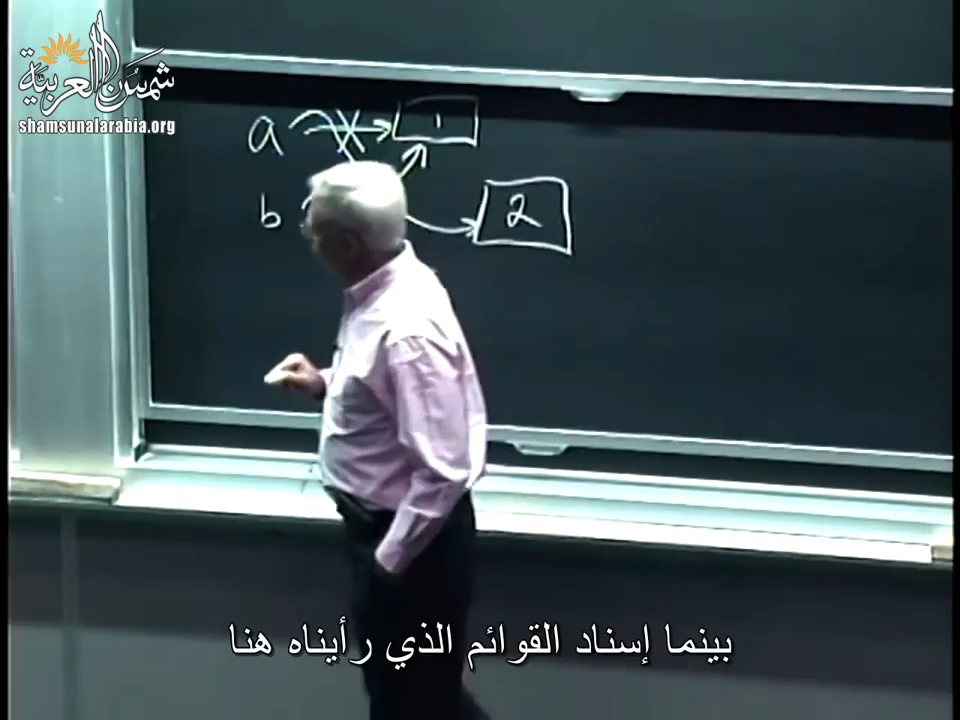 شمس العربية
shamsunalarabia.org
a 1
b 2
بينما إسناد القوائم الذي رأيناه هنا